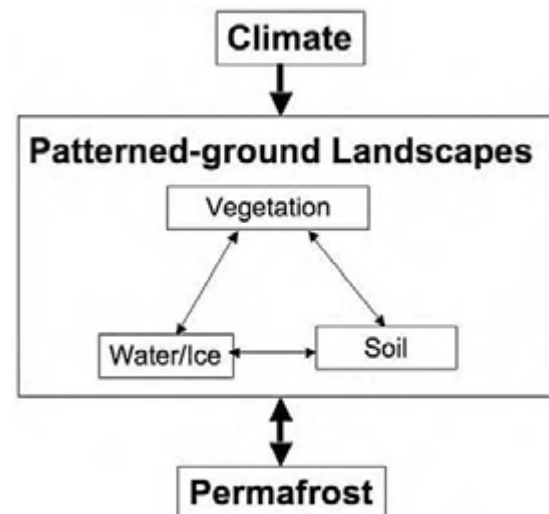 Climate
Patterned-ground Landscapes
Vegetation
Water/Ice
Soil
Permafrost